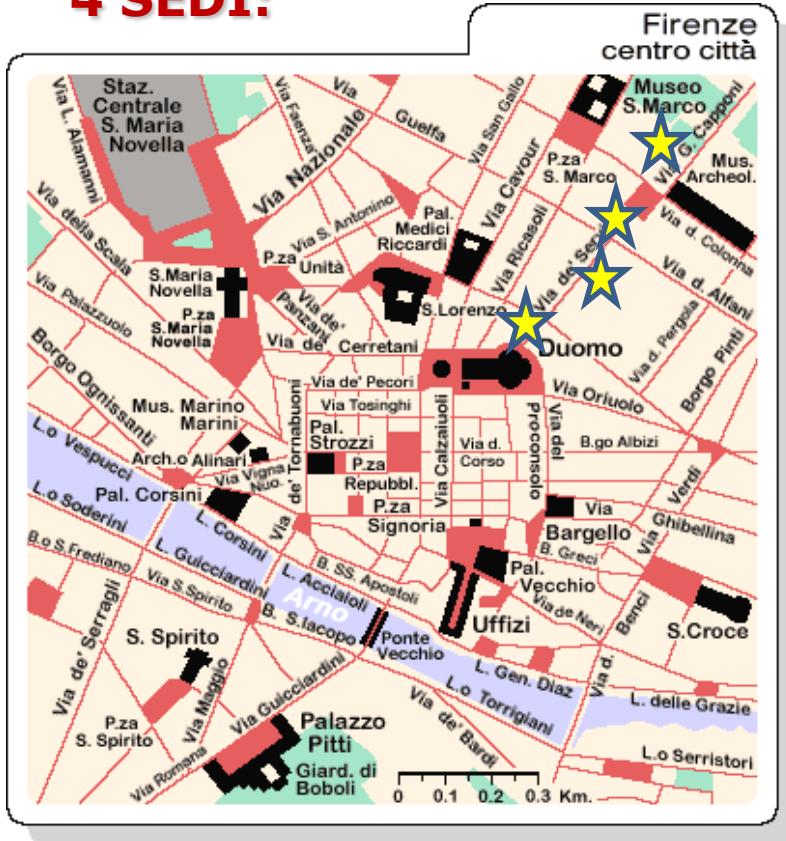 4 SEDI:
Firenze
centro città
Staz.
Centrale
S. Maria
Novella
Via L. Alamanni
Via Faenza
Via
Guelfa
Via Nazionale
Via San Gallo
Museo
S.Marco
Via G. Capponi
P.za
S. Marco
Mus.
Archeol.
Via Cavour
Via Ricasoli
Via d. Colonna
Via della Scala
Via S. Antonino
Pal.
Medici
Riccardi
P.za
Unità
S.Maria
Novella
P.za
S.Maria
Novella
Via de'
Panzani
S.Lorenzo
Via de'
Via d. Alfani
Via Palazzuolo
Via de' Cerretani
Duomo
Via d. Pergola
Borgo Pinti
Borgo Ognissanti
Via de' Pecori
Via Oriuolo
Via Tosinghi
Mus. Marino
Marini
Via
de' Tornabuoni
Pal.
Strozzi
P.za
Repubbl.
Via Calzaiuoli
Via d.
Corso
Via del
Proconsolo
B.go Albizi
L.o Vespucci
Arch.o Alinari
Via Vigna
Nuo.
Pal. Corsini
L.o Soderini
P.za
Signoria
Via
Ghibellina
Via
Verdi
Bargello
L. Corsini
B. Greci
B.o S.Frediano
L. Guicciardini
B. SS. Apostoli
Pal.
Vecchio
Via S.Spirito
L. Acciaioli
Arno
Via de Neri
Via d.
Benci
Uffizi
S.Croce
Via de' Serragli
B. S.Iacopo
Ponte
Vecchio
S. Spirito
L. Gen. Diaz
L. delle Grazie
Via Maggio
Via Guicciardini
L.o Torrigiani
Via de' Bardi
P.za
S. Spirito
Palazzo
Pitti
L.o Serristori
Via Romana
Giard. di
Boboli
0 0.1 0.2 0.3 Km.